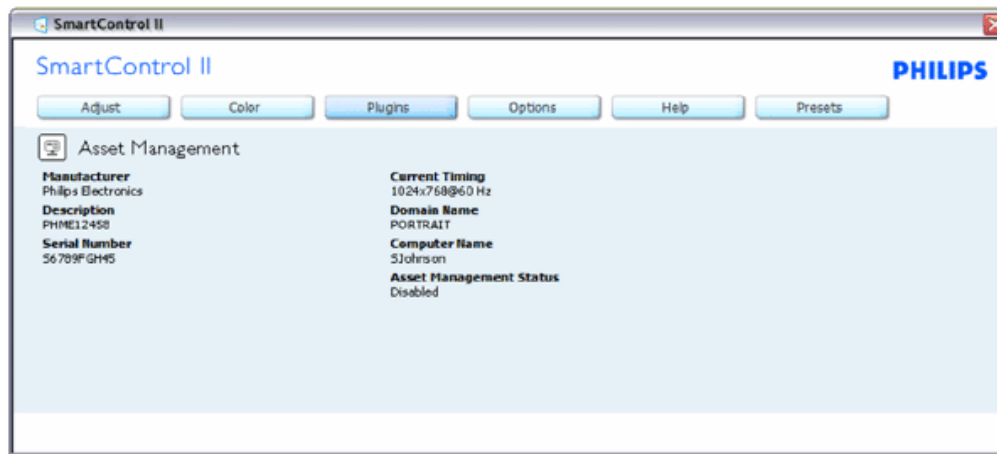 SmartControl II
SmartControl II
PHILIPS
Adjust Color Plugins Options Help Presets
Asset Management
Manufacturer
Philips Electronics
Description
PHME12458
Serial Number
56789FGH45
Current Timing
1024x768@60 Hz
Domain Name
PORTRAIT
Computer Name
SJohnson
Asset Management Status
Disabled